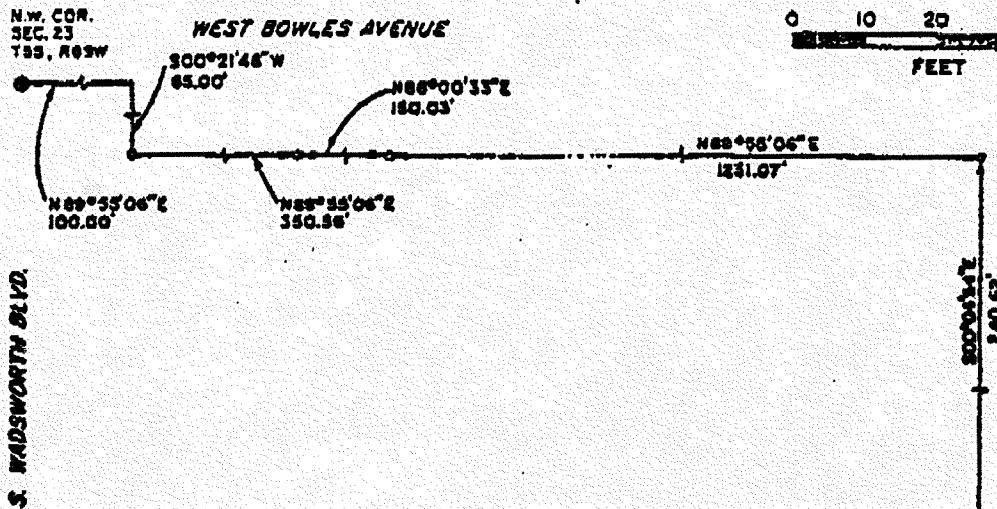 N.W. COR.
SEC. 23
T5S, R69W
WEST BOWLES AVENUE
0 10 20
FEET
S00°21'46"W
65.00'
N86°00'33"E
150.03'
N89°55'06"E
1231.07'
N89°55'06"E
100.00'
N89°55'06"E
350.56'
S. WADSWORTH BLVD.
S00°04'54"E